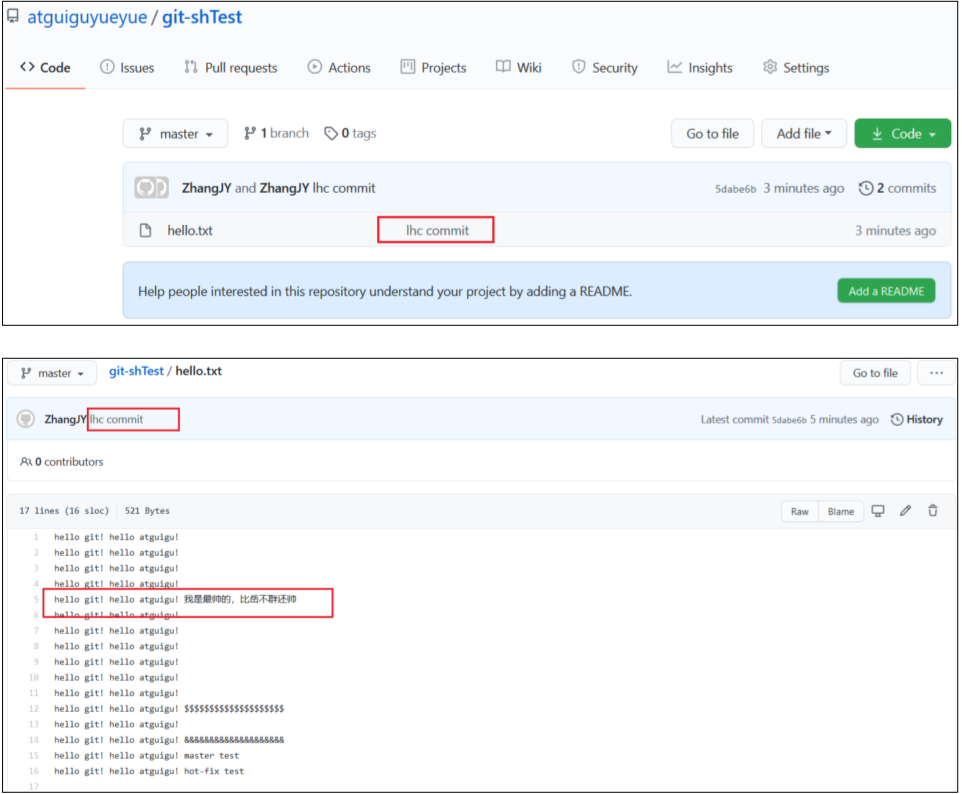 atguiguyueyue / git-shTest
Code Issues Pull requests Actions Projects Wiki Security Insights Settings
master 1 branch 0 tags Go to file Add file Code
ZhangJY and ZhangJY lhc commit 5dabe6b 3 minutes ago 2 commits
hello.txt lhc commit 3 minutes ago
Help people interested in this repository understand your project by adding a README. Add a README
master git-shTest / hello.txt Go to file ...
ZhangJY lhc commit Latest commit 5dabe6b 5 minutes ago History
0 contributors
17 lines (16 sloc) 521 Bytes Raw Blame
1 hello git! hello atguigu!
2 hello git! hello atguigu!
3 hello git! hello atguigu!
4 hello git! hello atguigu!
5 hello git! hello atguigu! 我是最帅的，比岳不群还帅
6 hello git! hello atguigu!
7 hello git! hello atguigu!
8 hello git! hello atguigu!
9 hello git! hello atguigu!
10 hello git! hello atguigu!
11 hello git! hello atguigu!
12 hello git! hello atguigu! $$$$$$$$$$$$$$$$$$$$
13 hello git! hello atguigu!
14 hello git! hello atguigu! &&&&&&&&&&&&&&&&&&&&
15 hello git! hello atguigu! master test
16 hello git! hello atguigu! hot-fix test
17